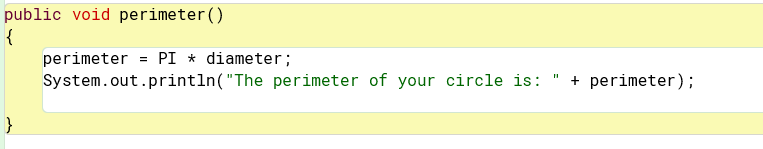 public void perimeter()
{
perimeter = PI * diameter;
System.out.println("The perimeter of your circle is: " + perimeter);
}